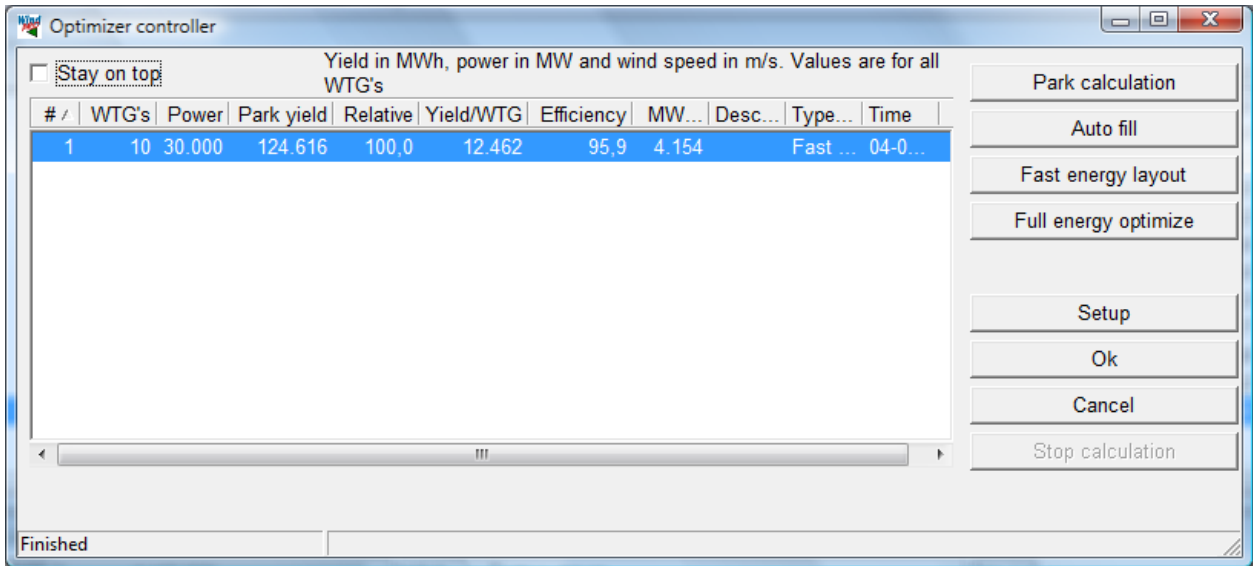 Optimizer controller
Stay on top
Yield in MWh, power in MW and wind speed in m/s. Values are for all
WTG's
# WTG's Power Park yield Relative Yield/WTG Efficiency MW... Desc... Type... Time
1 10 30.000 124.616 100,0 12.462 95,9 4.154 Fast ... 04-0...
Park calculation
Auto fill
Fast energy layout
Full energy optimize
Setup
Ok
Cancel
Stop calculation
Finished